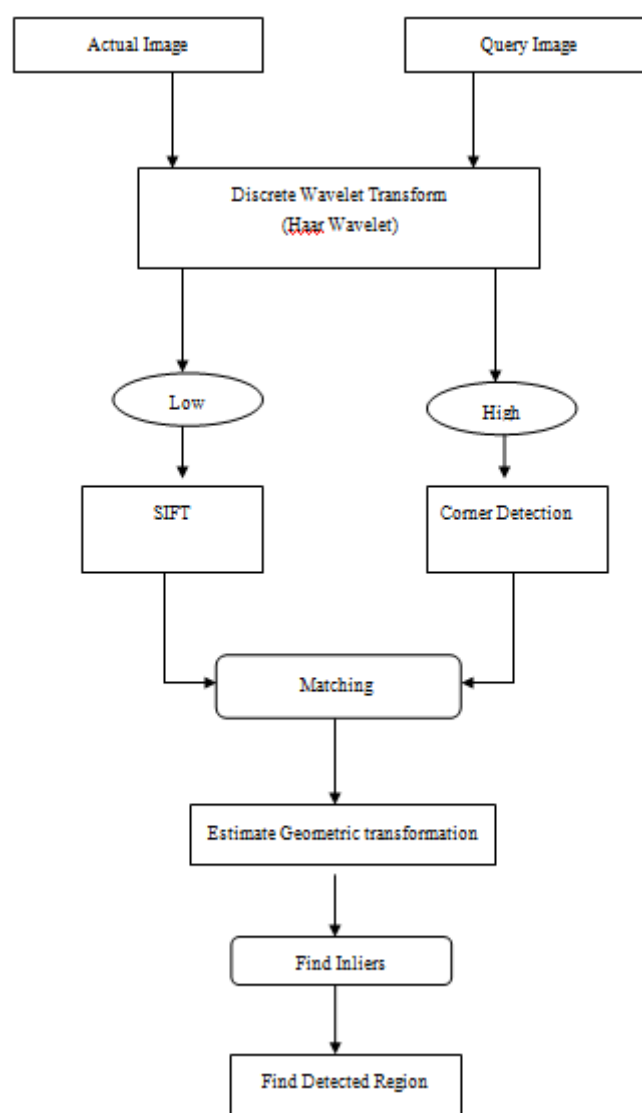 Actual Image
Query Image
Discrete Wavelet Transform
(Haar Wavelet)
Low
High
SIFT
Corner Detection
Matching
Estimate Geometric transformation
Find Inliers
Find Detected Region